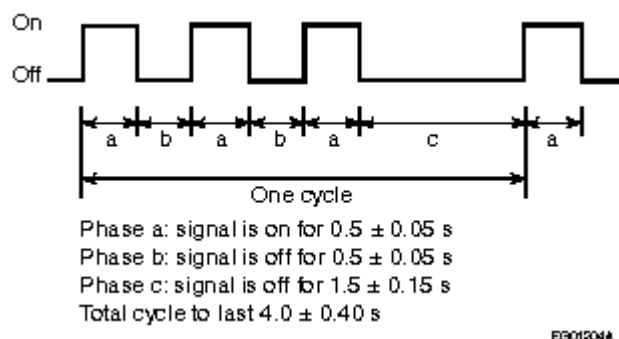 On
Off
a b a b a c a
One cycle
Phase a: signal is on for 0.5 ± 0.05 s
Phase b: signal is off for 0.5 ± 0.05 s
Phase c: signal is off for 1.5 ± 0.15 s
Total cycle to last 4.0 ± 0.40 s
EG01204A